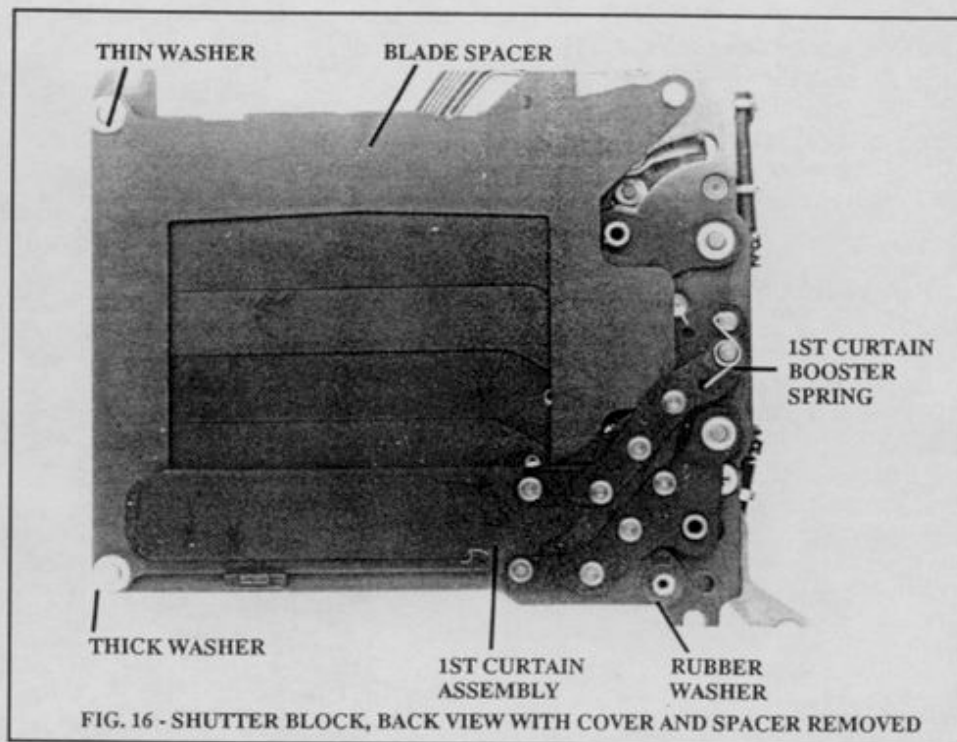 THIN WASHER
BLADE SPACER
1ST CURTAIN
BOOSTER
SPRING
THICK WASHER
1ST CURTAIN
ASSEMBLY
RUBBER
WASHER
FIG. 16 - SHUTTER BLOCK, BACK VIEW WITH COVER AND SPACER REMOVED